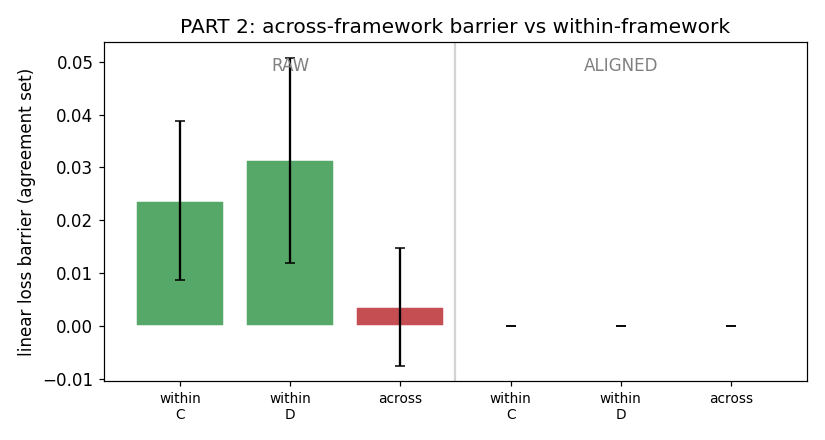 PART 2: across-framework barrier vs within-framework
linear loss barrier (agreement set)
0.05
0.04
0.03
0.02
0.01
0.00
−0.01
RAW
ALIGNED
within
C
within
D
across
within
C
within
D
across